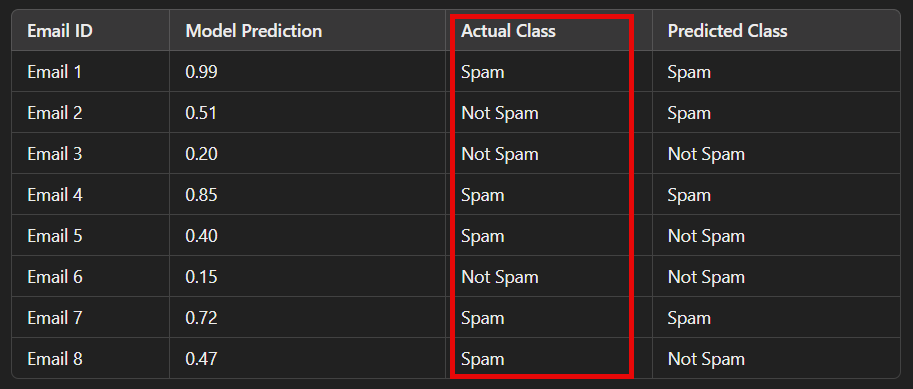 Email ID Model Prediction Actual Class Predicted Class
Email 1 0.99 Spam Spam
Email 2 0.51 Not Spam Spam
Email 3 0.20 Not Spam Not Spam
Email 4 0.85 Spam Spam
Email 5 0.40 Spam Not Spam
Email 6 0.15 Not Spam Not Spam
Email 7 0.72 Spam Spam
Email 8 0.47 Spam Not Spam